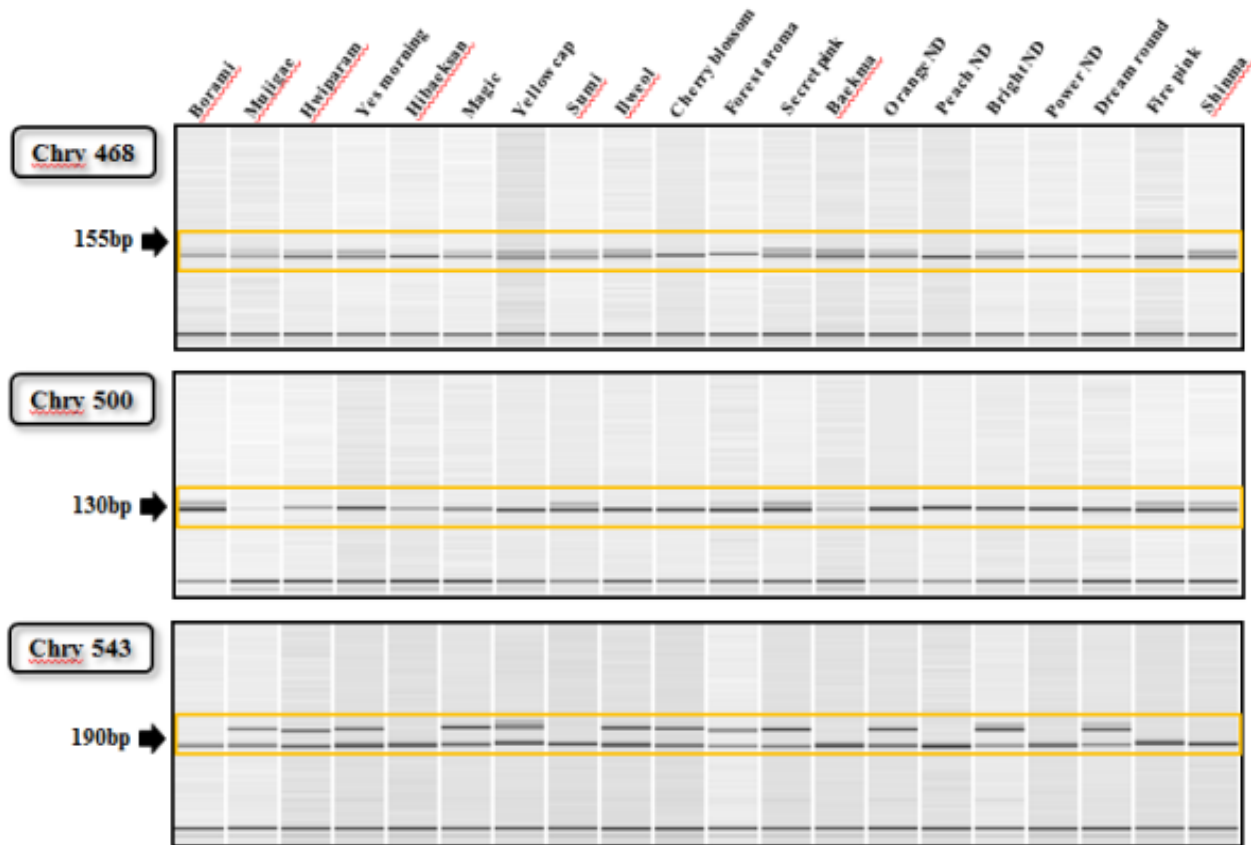 Borami Mujigae Hwiparam Yes morning Hibaeksan Magic Yellow cap Sumi Ilweol Cherry blossom Forest aroma Secret pink Baekma Orange ND Peach ND Bright ND Power ND Dream round Fire pink Shinma
Chry 468
155bp
Chry 500
130bp
Chry 543
190bp